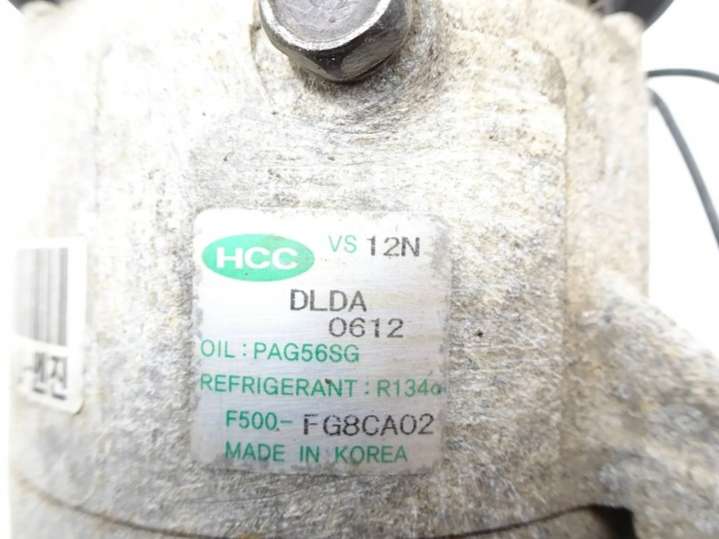 HCC VS 12N
DLDA
0612
OIL : PAG56SG
REFRIGERANT : R134a
F500.- FG8CA02
MADE IN KOREA